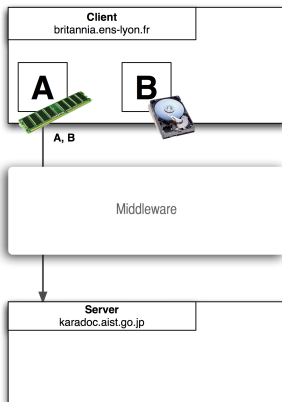 Client
britannia.ens-lyon.fr
A
B
A, B
Middleware
Server
karadoc.aist.go.jp